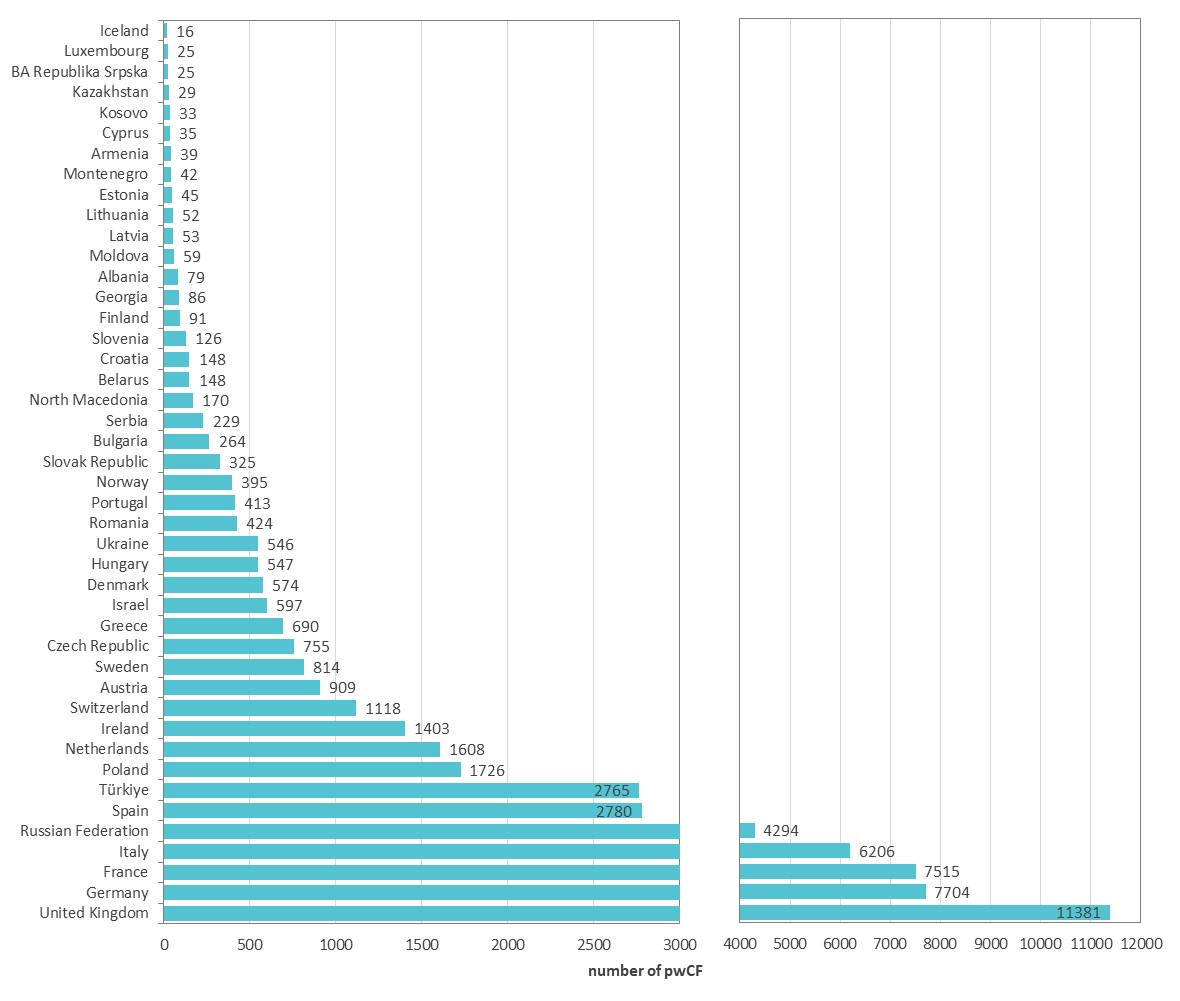 Iceland 16
Luxembourg 25
BA Republika Srpska 25
Kazakhstan 29
Kosovo 33
Cyprus 35
Armenia 39
Montenegro 42
Estonia 45
Lithuania 52
Latvia 53
Moldova 59
Albania 79
Georgia 86
Finland 91
Slovenia 126
Croatia 148
Belarus 148
North Macedonia 170
Serbia 229
Bulgaria 264
Slovak Republic 325
Norway 395
Portugal 413
Romania 424
Ukraine 546
Hungary 547
Denmark 574
Israel 597
Greece 690
Czech Republic 755
Sweden 814
Austria 909
Switzerland 1118
Ireland 1403
Netherlands 1608
Poland 1726
Türkiye 2765
Spain 2780
Russian Federation 4294
Italy 6206
France 7515
Germany 7704
United Kingdom 11381
0 500 1000 1500 2000 2500 3000 4000 5000 6000 7000 8000 9000 10000 11000 12000
number of pwCF